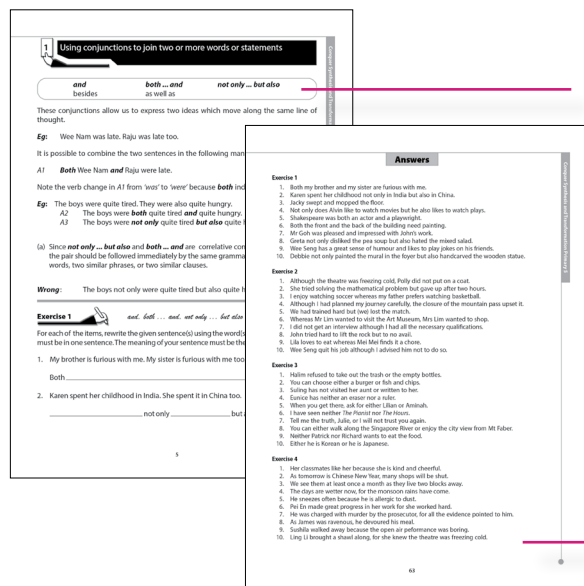 1
Using conjunctions to join two or more words or statements
and both ... and not only ... but also
besides as well as
These conjunctions allow us to express two ideas which move along the same line of
thought.
Eg: Wee Nam was late. Raju was late too.
It is possible to combine the two sentences in the following man
A1 Both Wee Nam and Raju were late.
Note the verb change in A1 from 'was' to 'were' because both ind
Eg: The boys were quite tired. They were also hungry.
A2 The boys were both quite tired and quite hungry.
A3 The boys were not only quite tired but also quite h
(a) Since not only ... but also and both ... and are correlative con
the pair should be followed immediately by the same gramma
words, two similar phrases, or two similar clauses.
Wrong: The boys not only were quite tired but also quite h
Exercise 1 and, both ... and, not only ... but also
For each of the items, rewrite the given sentence(s) using the word(s
must be in one sentence. The meaning of your sentence must be the
1. My brother is furious with me. My sister is furious with me too
Both
2. Karen spent her childhood in India. She spent it in China too.
not only but a
5
Conquer Synthesis and Transformation
Answers
Exercise 1
1. Both my brother and my sister are furious with me.
2. Karen spent her childhood not only in India but also in China.
3. Jacky swept and mopped the floor.
4. Not only does Alvin like to watch movies but he also likes to watch plays.
5. Shakespeare was both an actor and a playwright.
6. Both the front and the back of the building need painting.
7. Mr Goh was pleased and impressed with John's work.
8. Greta not only disliked the pea soup but also hated the mixed salad.
9. Wee Seng has a great sense of humour and likes to play jokes on his friends.
10. Debbie not only painted the mural in the foyer but also handcarved the wooden statue.
Exercise 2
1. Although the theatre was freezing cold, Polly did not put on a coat.
2. She tried solving the mathematical problem but gave up after two hours.
3. I enjoy watching soccer whereas my father prefers watching basketball.
4. Although I had planned my journey carefully, the closure of the mountain pass upset it.
5. We had trained hard but (we) lost the match.
6. Whereas Mr Lim wanted to visit the Art Museum, Mrs Lim wanted to shop.
7. I did not get an interview although I had all the necessary qualifications.
8. John tried hard to lift the rock but to no avail.
9. Lila loves to eat whereas Mei Mei finds it a chore.
10. Wee Seng quit his job although I advised him not to do so.
Exercise 3
1. Halim refused to take out the trash or the empty bottles.
2. You can choose either a burger or fish and chips.
3. Suling has not visited her aunt or written to her.
4. Eunice has neither an eraser nor a ruler.
5. When you get there, ask for either Lilian or Aminah.
6. I have seen neither The Pianist nor The Hours.
7. Tell me the truth, Julie, or I will not trust you again.
8. You can either walk along the Singapore River or enjoy the city view from Mt Faber.
9. Neither Patrick nor Richard wants to eat the food.
10. Either he is Korean or he is Japanese.
Exercise 4
1. Her classmates like her because she is kind and cheerful.
2. As tomorrow is Chinese New Year, many shops will be shut.
3. We see them at least once a month as they live two blocks away.
4. The days are wetter now, for the monsoon rains have come.
5. He sneezes often because he is allergic to dust.
6. Pei En made great progress in her work for she worked hard.
7. He was charged with murder by the prosecutor, for all the evidence pointed to him.
8. As James was ravenous, he devoured his meal.
9. Sushila walked away because the open air peformance was boring.
10. Ling Li brought a shawl along, for she knew the theatre was freezing cold.
63
Conquer Synthesis and Transformation Primary 6